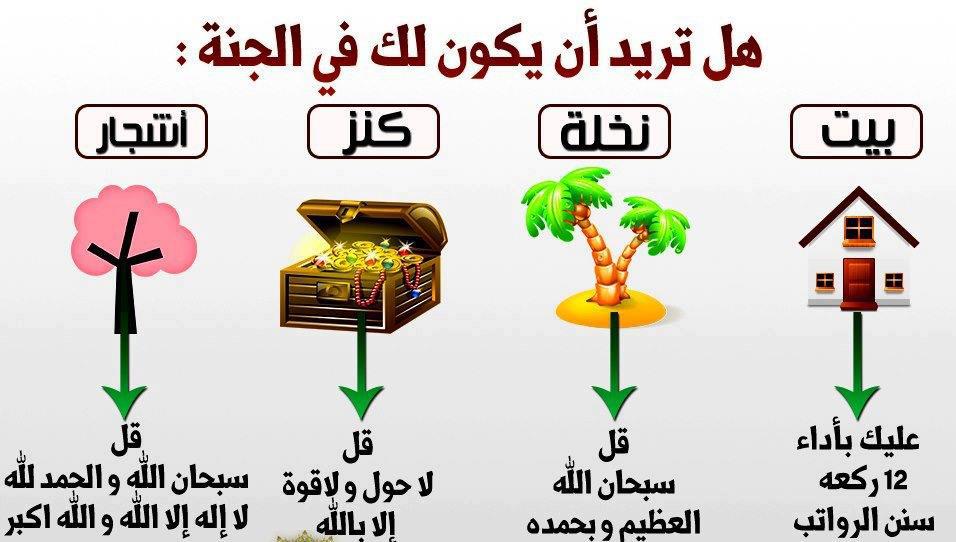 هل تريد أن يكون لك في الجنة :
بيت
نخلة
كنز
أشجار
عليك بأداء
12 ركعه
سنن الرواتب
قل
سبحان الله
العظيم و بحمده
قل
لا حول و لاقوة
إلا بالله
قل
سبحان الله و الحمد لله
لا إله إلا الله و الله اكبر